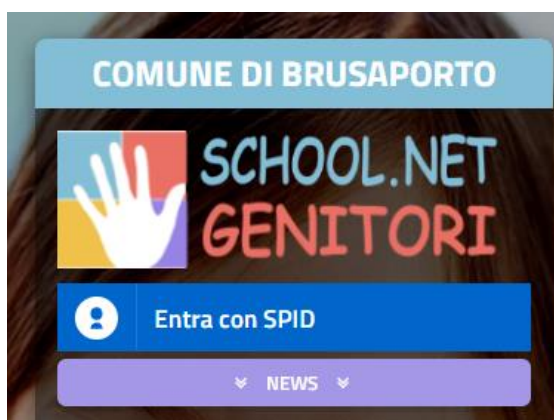 COMUNE DI BRUSAPORTO
SCHOOL.NET
GENITORI
Entra con SPID
NEWS